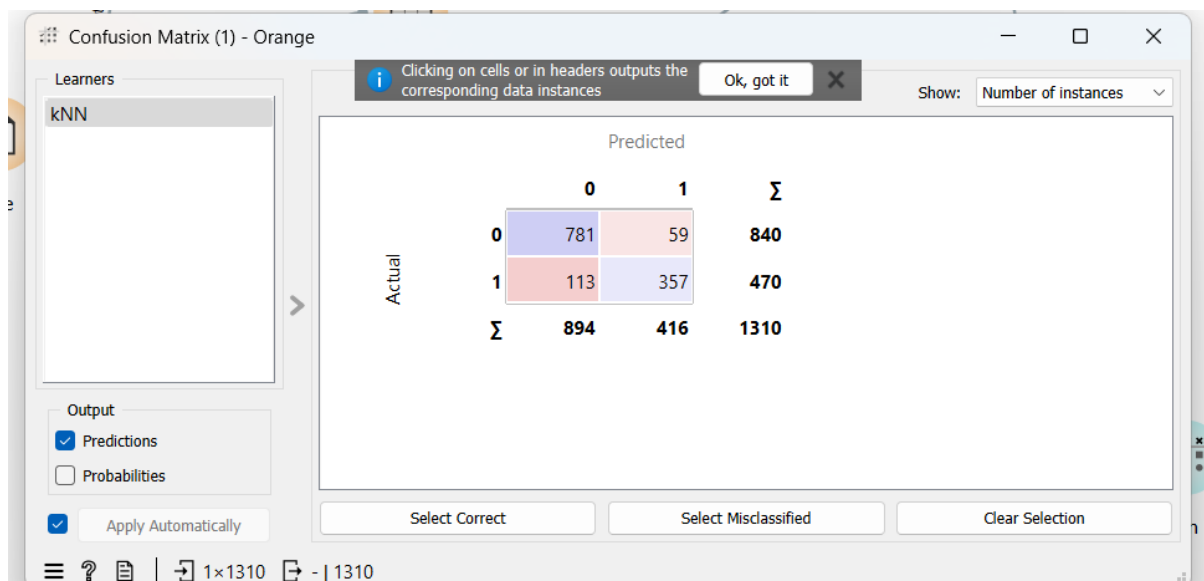 Confusion Matrix (1) - Orange
Learners
kNN
Clicking on cells or in headers outputs the
corresponding data instances
Ok, got it
Show: Number of instances
Predicted
0 1 Σ
0 781 59 840
Actual
1 113 357 470
Σ 894 416 1310
Output
Predictions
Probabilities
Apply Automatically
Select Correct Select Misclassified Clear Selection
1×1310 - | 1310
e
n